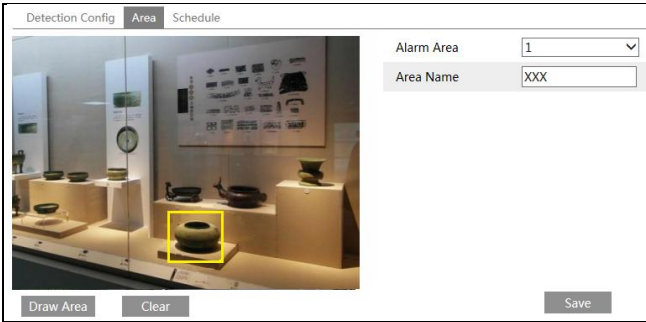 Detection Config Area Schedule
Alarm Area 1
Area Name XXX
Draw Area Clear Save